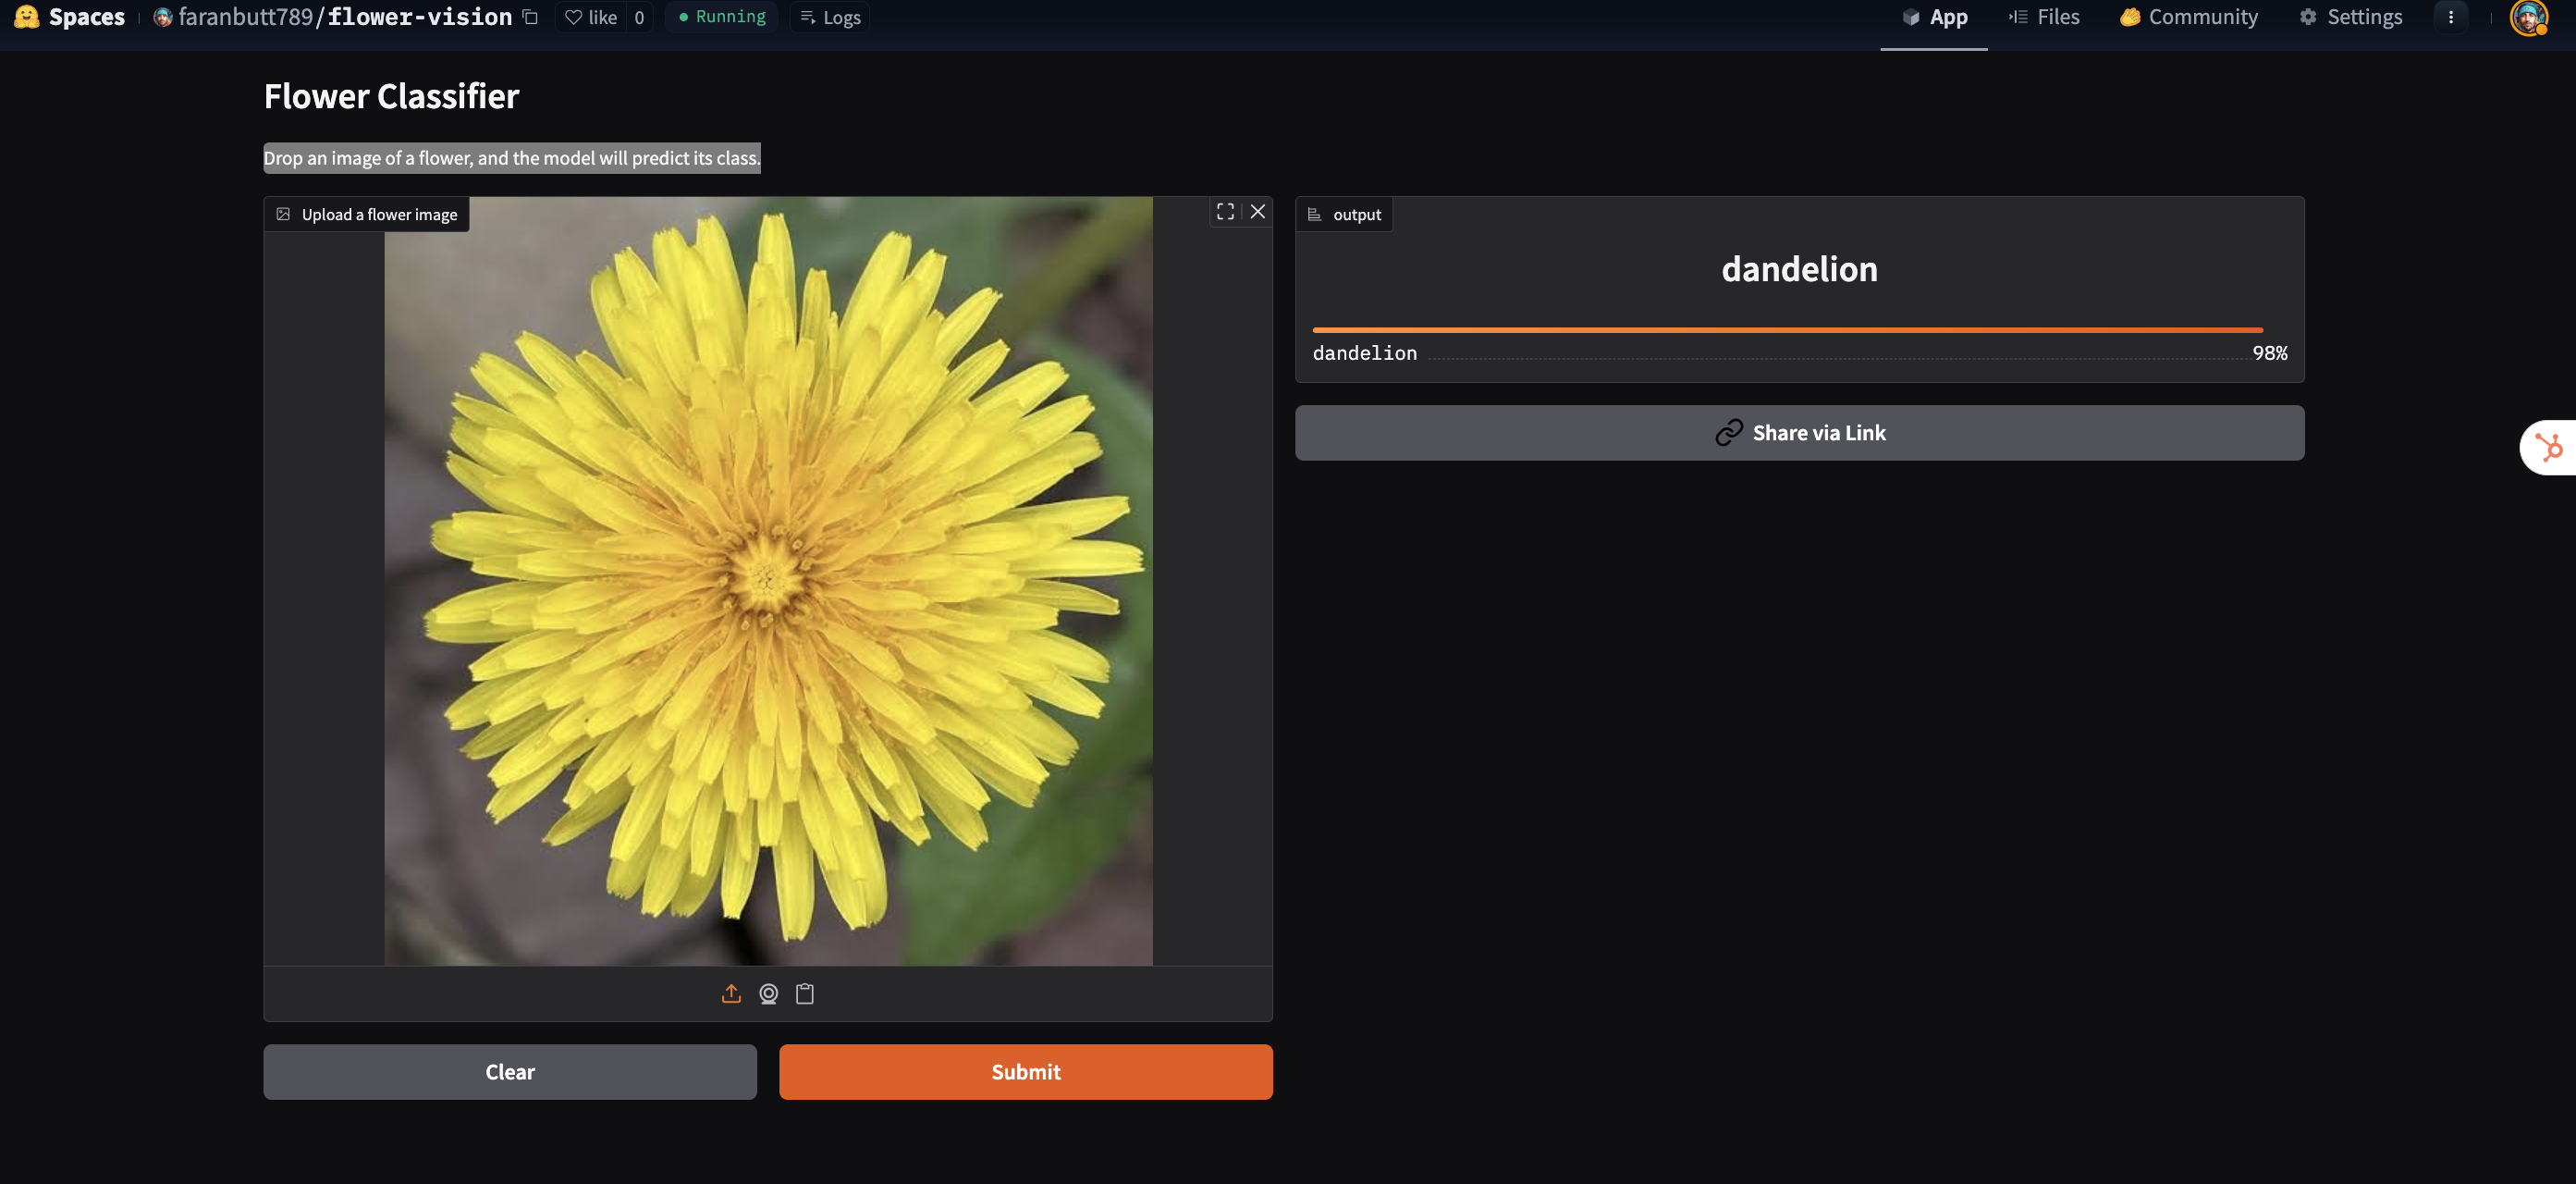 Spaces
faranbutt789/flower-vision
like 0
Running
Logs
App
Files
Community
Settings
Flower Classifier
Drop an image of a flower, and the model will predict its class.
Upload a flower image
output
dandelion
dandelion 98%
Share via Link
Clear
Submit